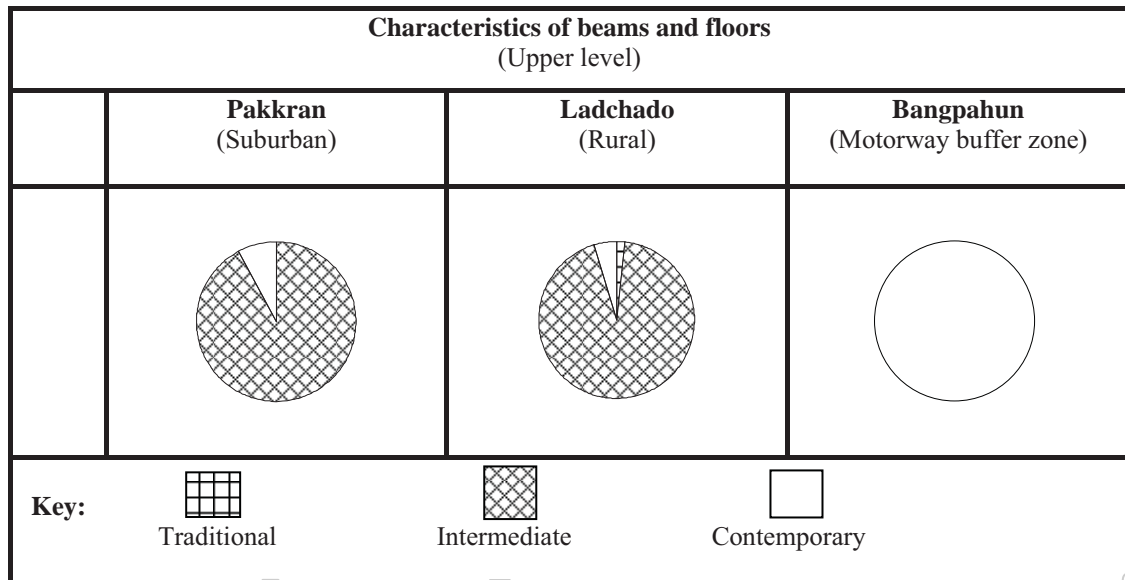 Characteristics of beams and floors
(Upper level)
Pakkran
(Suburban)
Ladchado
(Rural)
Bangpahun
(Motorway buffer zone)
Key:
Traditional
Intermediate
Contemporary